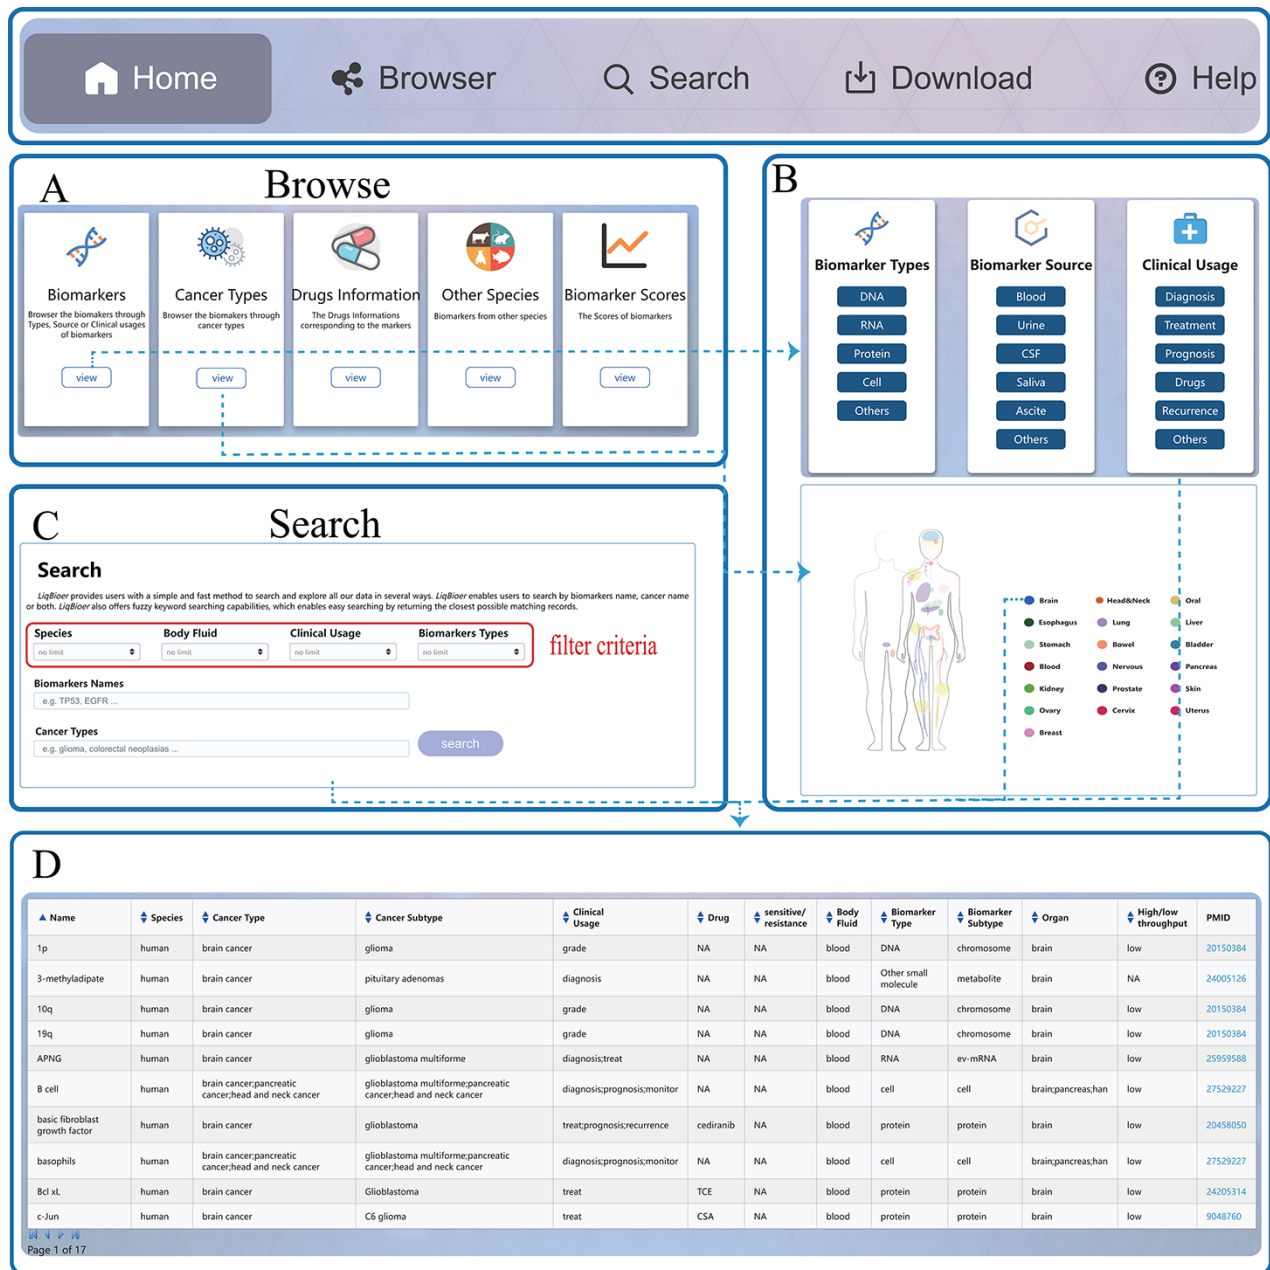 Home Browser Search Download Help
A Browse
Biomarkers
Browser the biomakers through
Types, Source or Clinical usages
of biomarkers
view
Cancer Types
Browser the biomakers through
cancer types
view
Drugs Information
The Drugs Informations
corresponding to the markers
view
Other Species
Biomarkers from other species
view
Biomarker Scores
The Scores of biomarkers
view
B
Biomarker Types
DNA
RNA
Protein
Cell
Others
Biomarker Source
Blood
Urine
CSF
Saliva
Ascite
Others
Clinical Usage
Diagnosis
Treatment
Prognosis
Drugs
Recurrence
Others
Brain Head&Neck Oral
Esophagus Lung Liver
Stomach Bowel Bladder
Blood Nervous Pancreas
Kidney Prostate Skin
Ovary Cervix Uterus
Breast
C Search
Search
LiqBioer provides users with a simple and fast method to search and explore all our data in several ways. LiqBioer enables users to search by biomarkers name, cancer name
or both. LiqBioer also offers fuzzy keyword searching capabilities, which enables easy searching by returning the closest possible matching records.
Species Body Fluid Clinical Usage Biomarkers Types
no limit no limit no limit no limit
filter criteria
Biomarkers Names
e.g. TP53, EGFR ...
Cancer Types
e.g. glioma, colorectal neoplasias ...
search
D
Name Species Cancer Type Cancer Subtype Clinical Usage Drug sensitive/ resistance Body Fluid Biomarker Type Biomarker Subtype Organ High/low throughput PMID
1p human brain cancer glioma grade NA NA blood DNA chromosome brain low 20150384
3-methyladipate human brain cancer pituitary adenomas diagnosis NA NA blood Other small molecule metabolite brain NA 24005126
10q human brain cancer glioma grade NA NA blood DNA chromosome brain low 20150384
19q human brain cancer glioma grade NA NA blood DNA chromosome brain low 20150384
APNG human brain cancer glioblastoma multiforme diagnosis;treat NA NA blood RNA ev-mRNA brain low 25959588
B cell human brain cancer;pancreatic cancer;head and neck cancer glioblastoma multiforme;pancreatic cancer;head and neck cancer diagnosis;prognosis;monitor NA NA blood cell cell brain;pancreas;han low 27529227
basic fibroblast growth factor human brain cancer glioblastoma treat;prognosis;recurrence cediranib NA blood protein protein brain low 20458050
basophils human brain cancer;pancreatic cancer;head and neck cancer glioblastoma multiforme;pancreatic cancer;head and neck cancer diagnosis;prognosis;monitor NA NA blood cell cell brain;pancreas;han low 27529227
Bcl xL human brain cancer Glioblastoma treat TCE NA blood protein protein brain low 24205314
c-Jun human brain cancer C6 glioma treat CSA NA blood protein protein brain low 9048760
Page 1 of 17